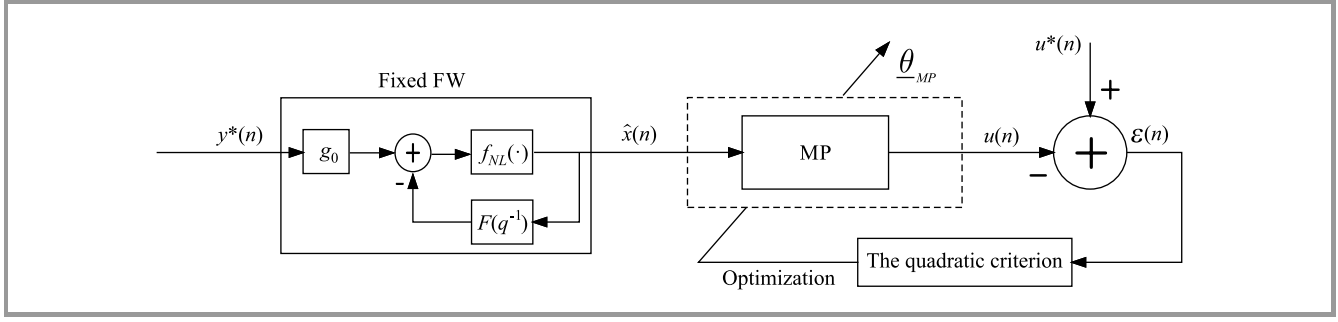 Fixed FW
y*(n)
g₀
+
-
f_NL(·)
F(q⁻¹)
x̂(n)
MP
θ_MP
u(n)
u*(n)
+
−
+
ε(n)
Optimization
The quadratic criterion